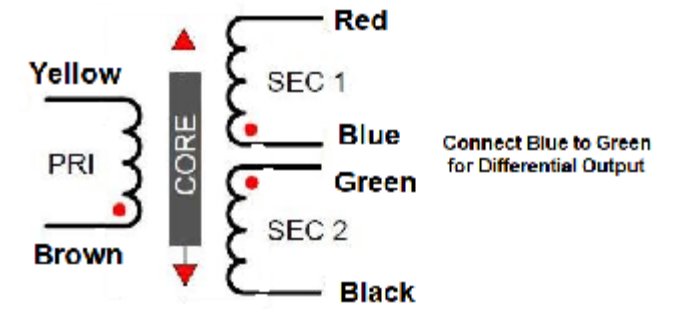 Red
Yellow
SEC 1
CORE
Blue
Connect Blue to Green
for Differential Output
PRI
Green
SEC 2
Brown
Black